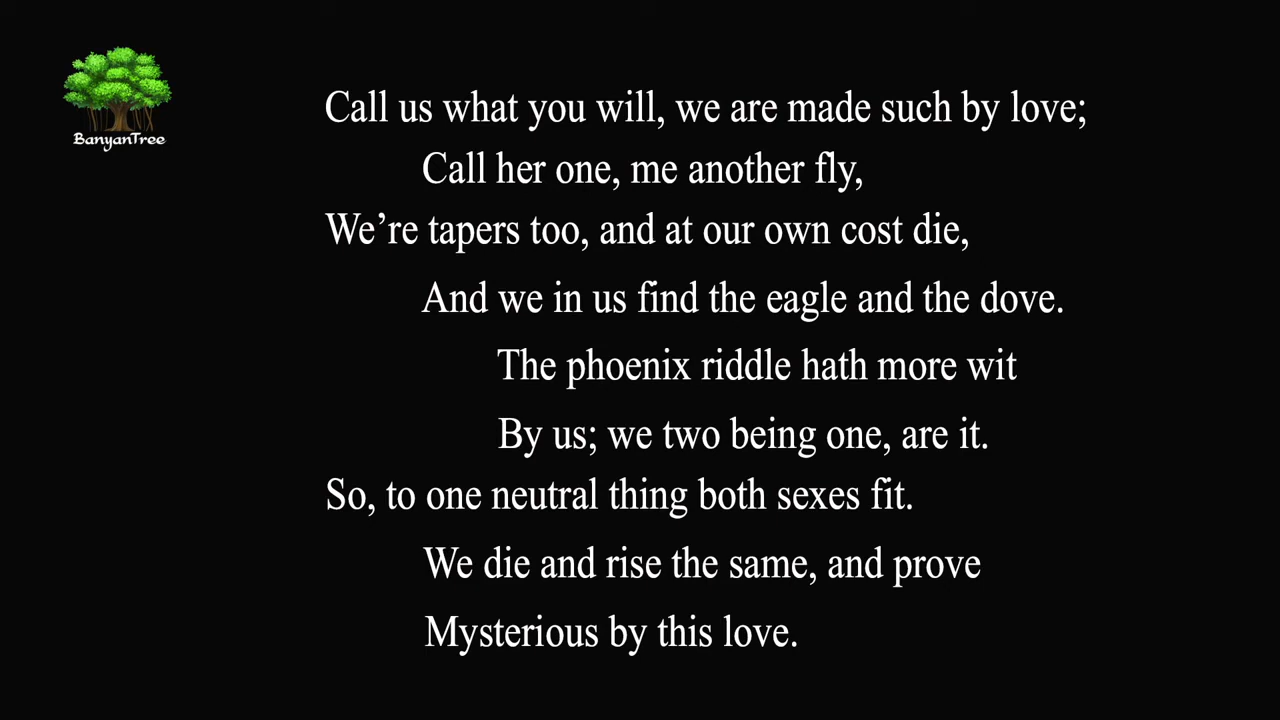 BanyanTree
Call us what you will, we are made such by love;
Call her one, me another fly,
We’re tapers too, and at our own cost die,
And we in us find the eagle and the dove.
The phoenix riddle hath more wit
By us; we two being one, are it.
So, to one neutral thing both sexes fit.
We die and rise the same, and prove
Mysterious by this love.